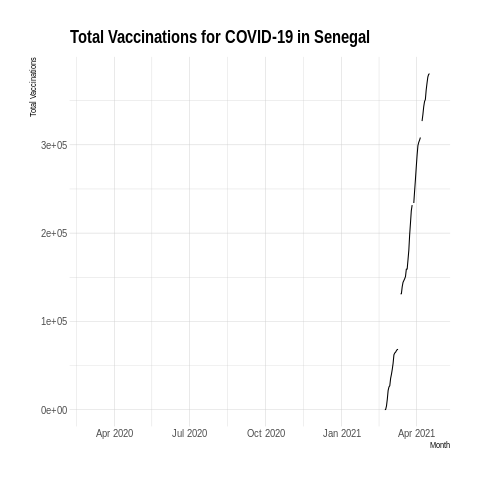 Total Vaccinations for COVID-19 in Senegal
Total Vaccinations
3e+05
2e+05
1e+05
0e+00
Apr 2020 Jul 2020 Oct 2020 Jan 2021 Apr 2021
Month